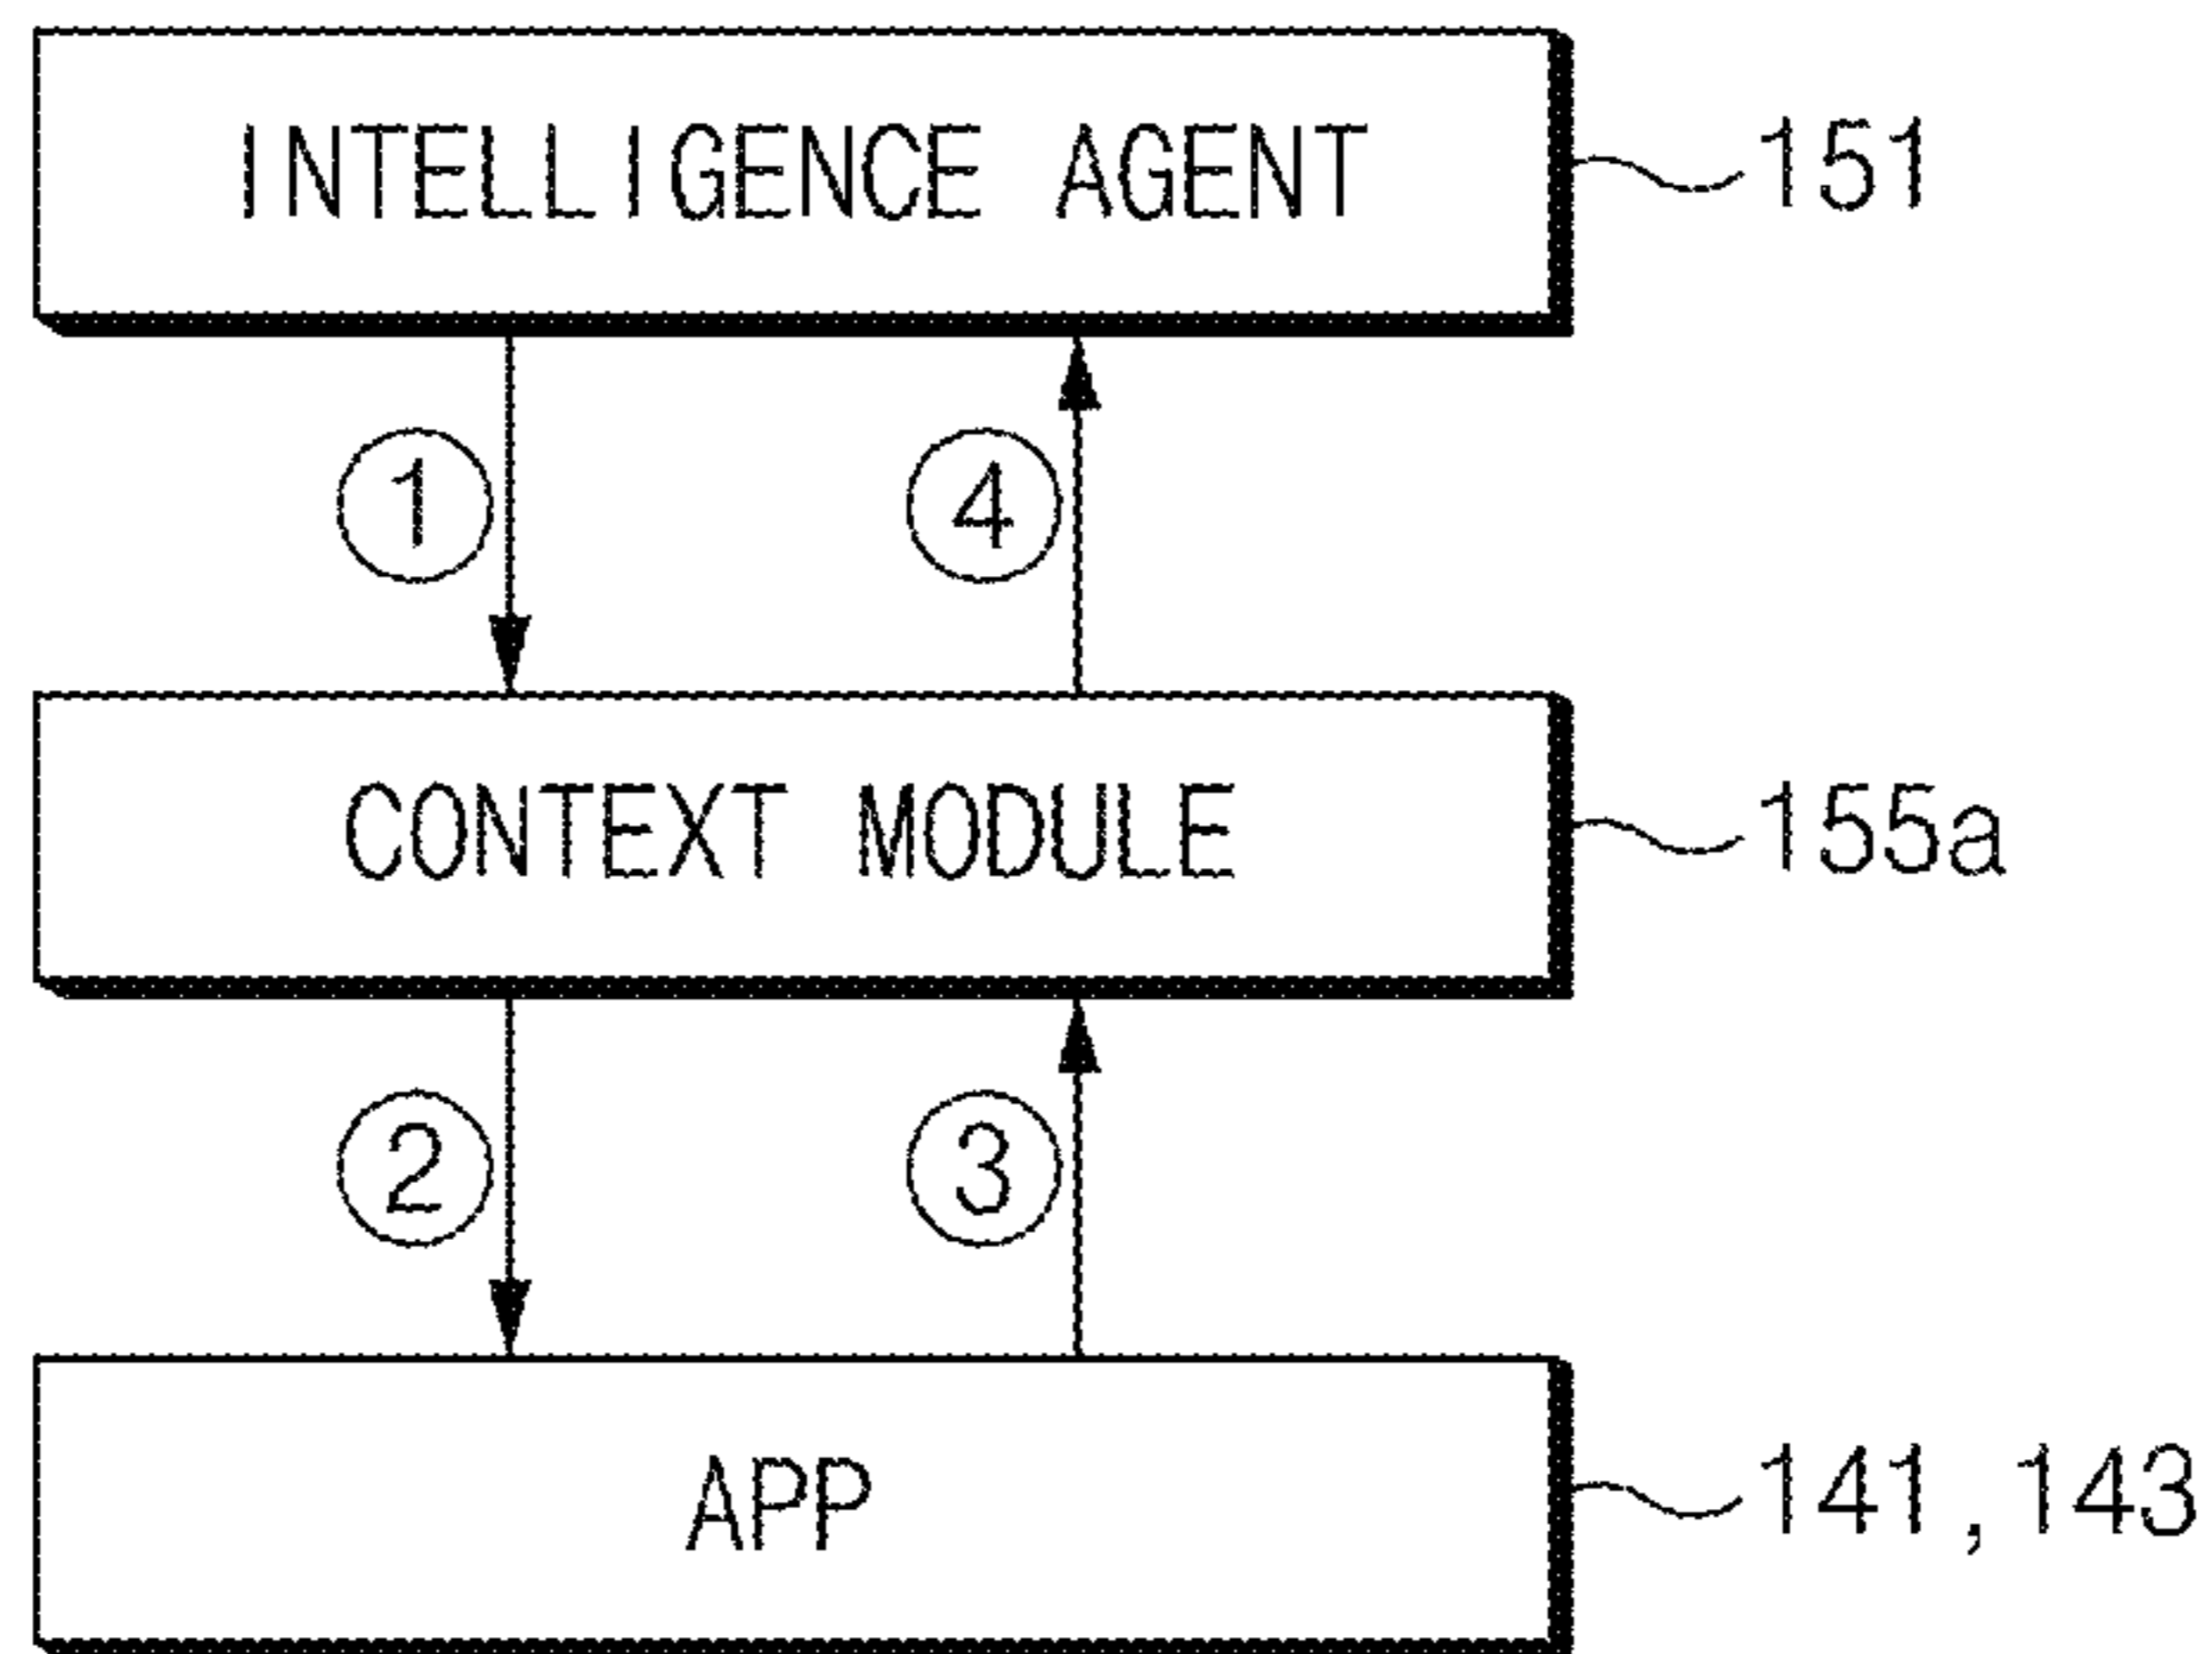 INTELLIGENCE AGENT 151
① ④
CONTEXT MODULE 155a
② ③
APP 141,143